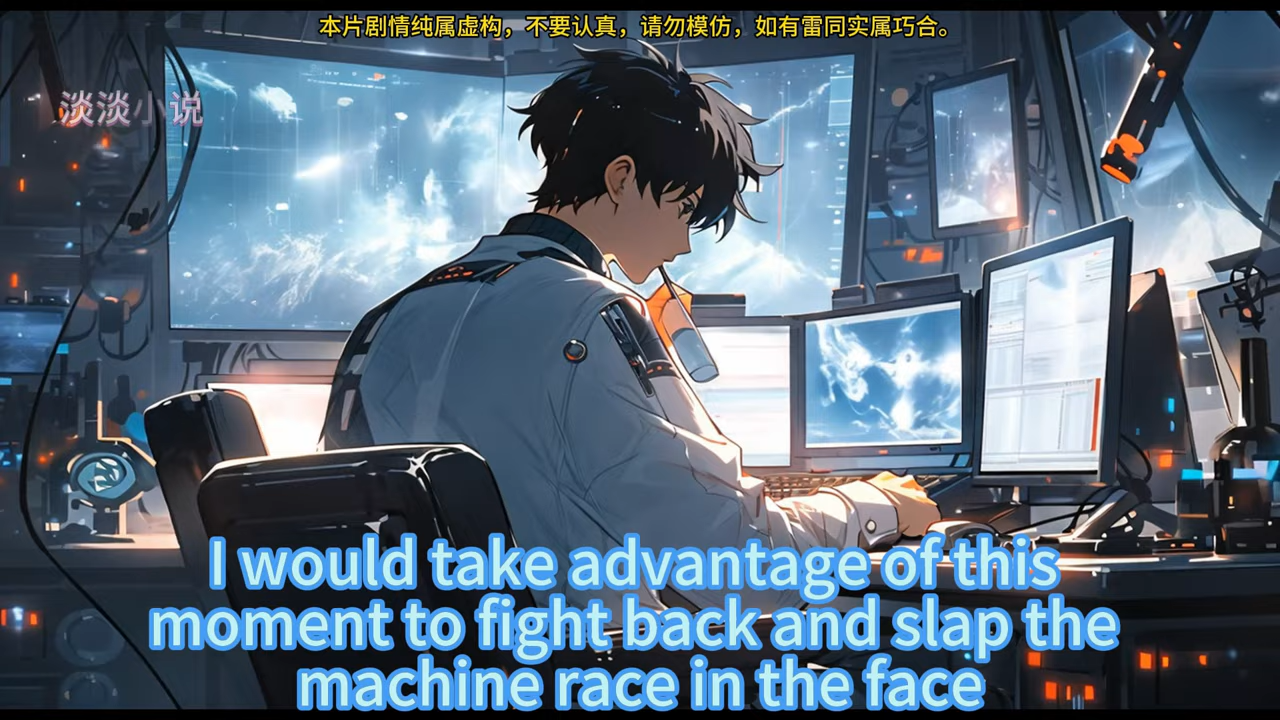 本片剧情纯属虚构，不要认真，请勿模仿，如有雷同实属巧合。
淡淡小说
I would take advantage of this
moment to fight back and slap the
machine race in the face